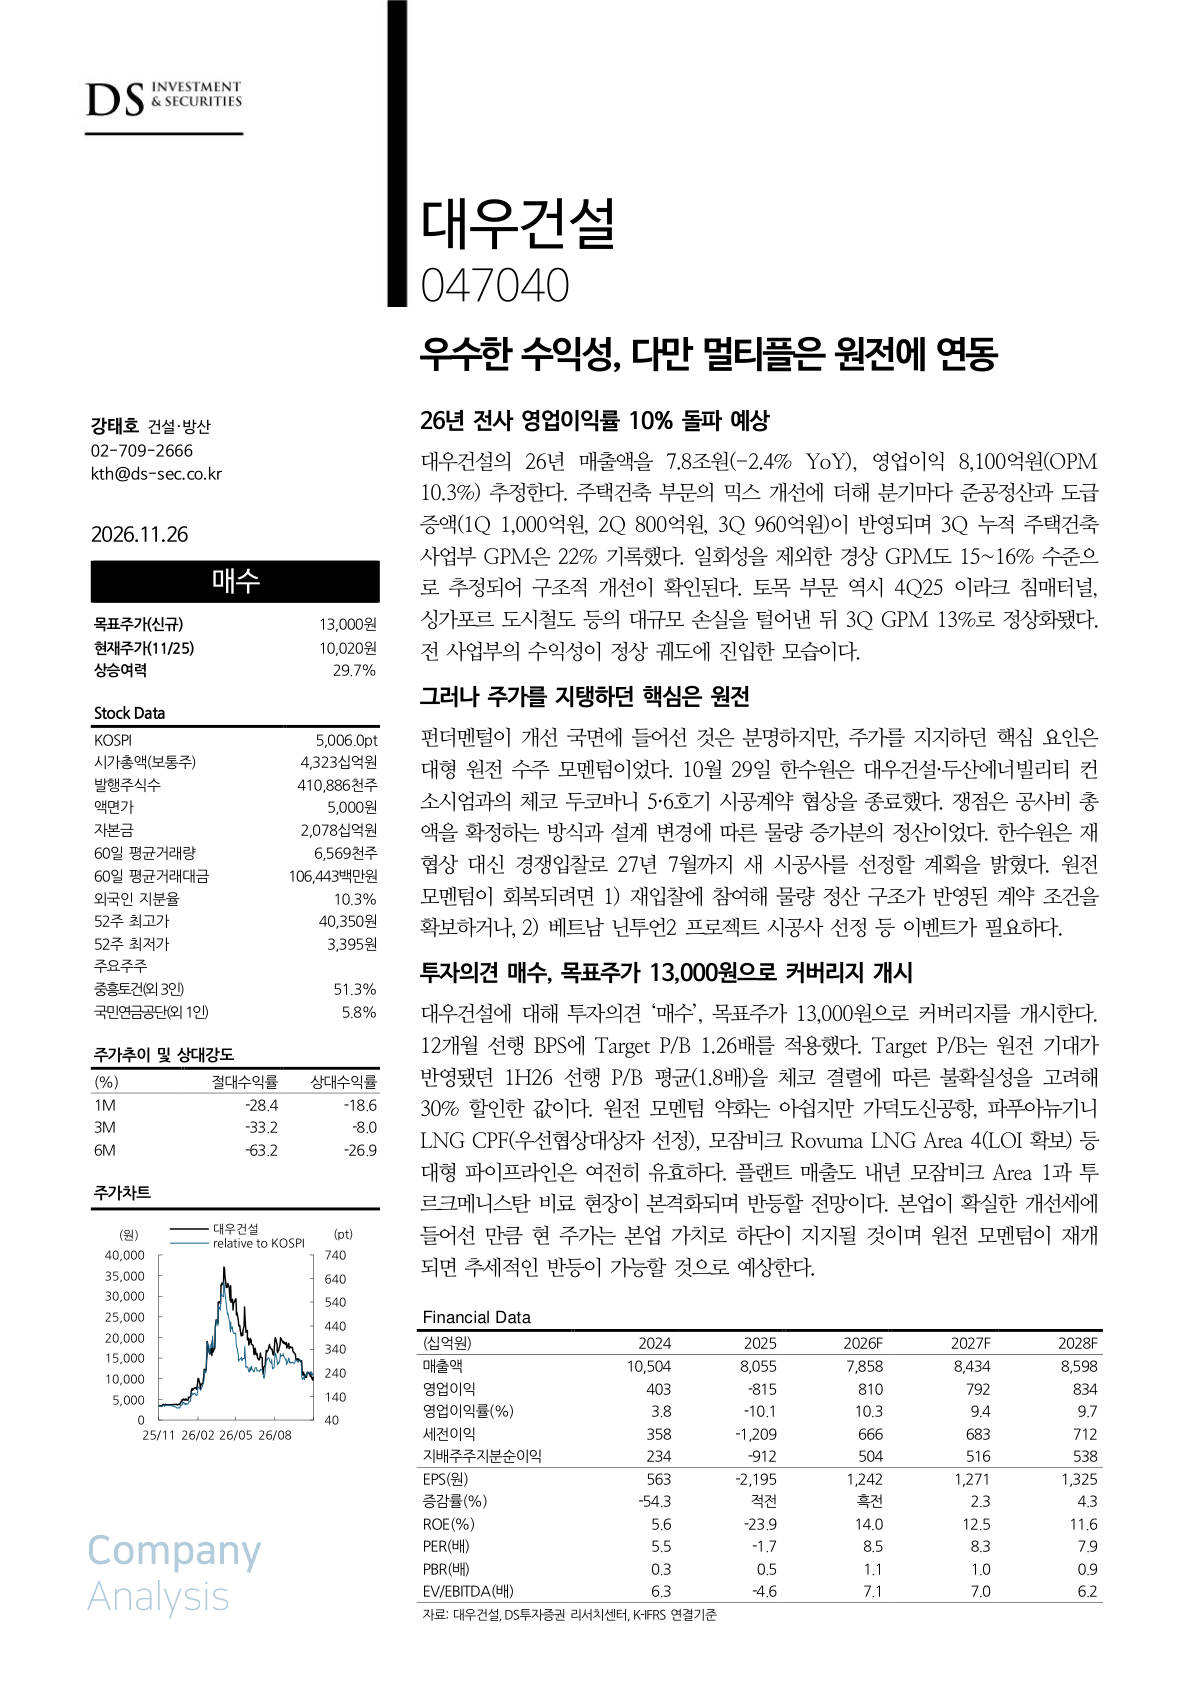 DS INVESTMENT
& SECURITIES
대우건설
047040
우수한 수익성, 다만 멀티플은 원전에 연동
강태호 건설·방산
02-709-2666
kth@ds-sec.co.kr
2026.11.26
매수
목표주가(신규) 13,000원
현재주가(11/25) 10,020원
상승여력 29.7%
Stock Data
KOSPI 5,006.0pt
시가총액(보통주) 4,323십억원
발행주식수 410,886천주
액면가 5,000원
자본금 2,078십억원
60일 평균거래량 6,569천주
60일 평균거래대금 106,443백만원
외국인 지분율 10.3%
52주 최고가 40,350원
52주 최저가 3,395원
주요주주
중흥토건(외 3인) 51.3%
국민연금공단(외 1인) 5.8%
주가추이 및 상대강도
(%) 절대수익률 상대수익률
1M -28.4 -18.6
3M -33.2 -8.0
6M -63.2 -26.9
주가차트
(원) 대우건설 (pt)
relative to KOSPI
40,000 740
35,000 640
30,000 540
25,000 440
20,000 340
15,000 240
10,000 140
5,000 40
0
25/11 26/02 26/05 26/08
Company
Analysis
26년 전사 영업이익률 10% 돌파 예상
대우건설의 26년 매출액을 7.8조원(-2.4% YoY), 영업이익 8,100억원(OPM
10.3%) 추정한다. 주택건축 부문의 믹스 개선에 더해 분기마다 준공정산과 도급
증액(1Q 1,000억원, 2Q 800억원, 3Q 960억원)이 반영되며 3Q 누적 주택건축
사업부 GPM은 22% 기록했다. 일회성을 제외한 경상 GPM도 15~16% 수준으
로 추정되어 구조적 개선이 확인된다. 토목 부문 역시 4Q25 이라크 침매터널,
싱가포르 도시철도 등의 대규모 손실을 털어낸 뒤 3Q GPM 13%로 정상화됐다.
전 사업부의 수익성이 정상 궤도에 진입한 모습이다.
그러나 주가를 지탱하던 핵심은 원전
펀더멘털이 개선 국면에 들어선 것은 분명하지만, 주가를 지지하던 핵심 요인은
대형 원전 수주 모멘텀이었다. 10월 29일 한수원은 대우건설·두산에너빌리티 컨
소시엄과의 체코 두코바니 5·6호기 시공계약 협상을 종료했다. 쟁점은 공사비 총
액을 확정하는 방식과 설계 변경에 따른 물량 증가분의 정산이었다. 한수원은 재
협상 대신 경쟁입찰로 27년 7월까지 새 시공사를 선정할 계획을 밝혔다. 원전
모멘텀이 회복되려면 1) 재입찰에 참여해 물량 정산 구조가 반영된 계약 조건을
확보하거나, 2) 베트남 닌투언2 프로젝트 시공사 선정 등 이벤트가 필요하다.
투자의견 매수, 목표주가 13,000원으로 커버리지 개시
대우건설에 대해 투자의견 ‘매수’, 목표주가 13,000원으로 커버리지를 개시한다.
12개월 선행 BPS에 Target P/B 1.26배를 적용했다. Target P/B는 원전 기대가
반영됐던 1H26 선행 P/B 평균(1.8배)을 체코 결렬에 따른 불확실성을 고려해
30% 할인한 값이다. 원전 모멘텀 약화는 아쉽지만 가덕도신공항, 파푸아뉴기니
LNG CPF(우선협상대상자 선정), 모잠비크 Rovuma LNG Area 4(LOI 확보) 등
대형 파이프라인은 여전히 유효하다. 플랜트 매출도 내년 모잠비크 Area 1과 투
르크메니스탄 비료 현장이 본격화되며 반등할 전망이다. 본업이 확실한 개선세에
들어선 만큼 현 주가는 본업 가치로 하단이 지지될 것이며 원전 모멘텀이 재개
되면 추세적인 반등이 가능할 것으로 예상한다.
Financial Data
(십억원) 2024 2025 2026F 2027F 2028F
매출액 10,504 8,055 7,858 8,434 8,598
영업이익 403 -815 810 792 834
영업이익률(%) 3.8 -10.1 10.3 9.4 9.7
세전이익 358 -1,209 666 683 712
지배주주지분순이익 234 -912 504 516 538
EPS(원) 563 -2,195 1,242 1,271 1,325
증감률(%) -54.3 적전 흑전 2.3 4.3
ROE(%) 5.6 -23.9 14.0 12.5 11.6
PER(배) 5.5 -1.7 8.5 8.3 7.9
PBR(배) 0.3 0.5 1.1 1.0 0.9
EV/EBITDA(배) 6.3 -4.6 7.1 7.0 6.2
자료: 대우건설, DS투자증권 리서치센터, K-IFRS 연결기준